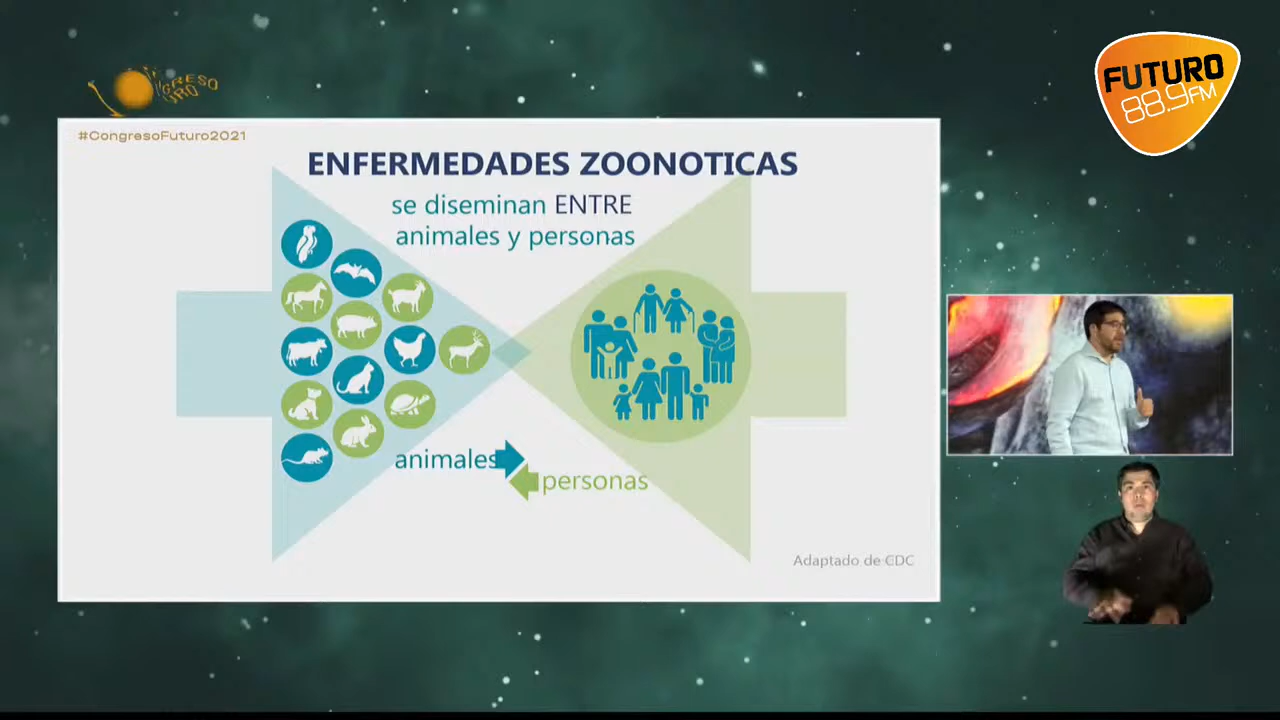 #CongresoFuturo2021
ENFERMEDADES ZOONOTICAS
se diseminan ENTRE
animales y personas
animales
personas
Adaptado de CDC
FUTURO
88.9FM